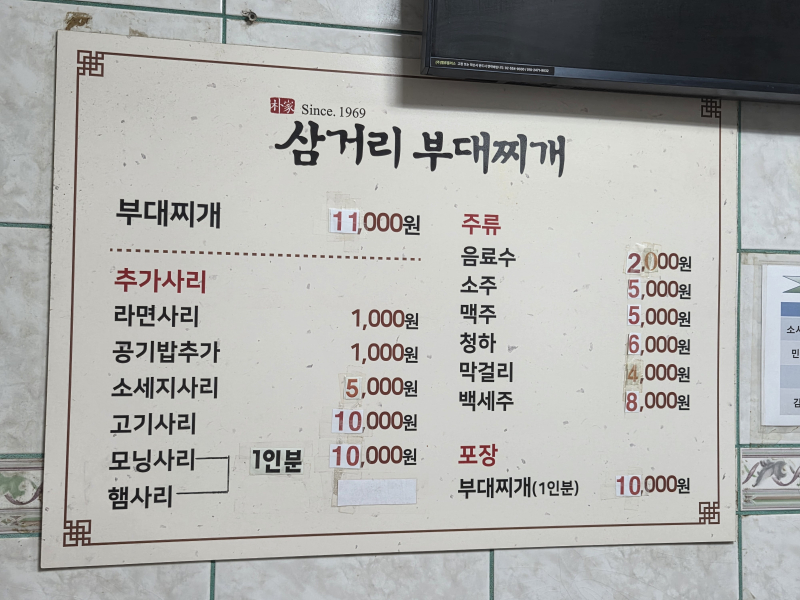 朴家 Since. 1969
삼거리 부대찌개
부대찌개 11,000원
추가사리
라면사리 1,000원
공기밥추가 1,000원
소세지사리 5,000원
고기사리 10,000원
모닝사리 1인분 10,000원
햄사리
주류
음료수 2,000원
소주 5,000원
맥주 5,000원
청하 6,000원
막걸리 4,000원
백세주 8,000원
포장
부대찌개(1인분) 10,000원
소세
민
김